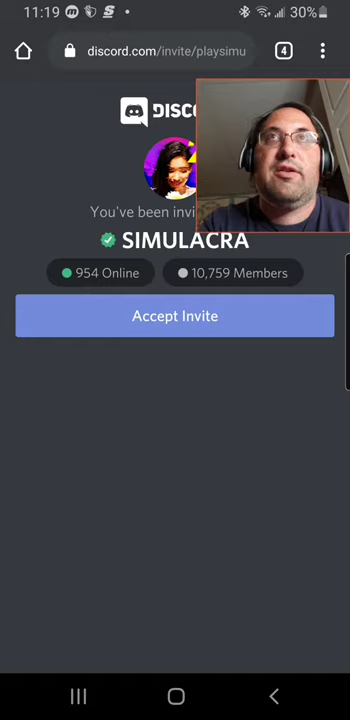 11:19 30%
discord.com/invite/playsimu 4
DISCO
You've been invi
SIMULACRA
954 Online 10,759 Members
Accept Invite